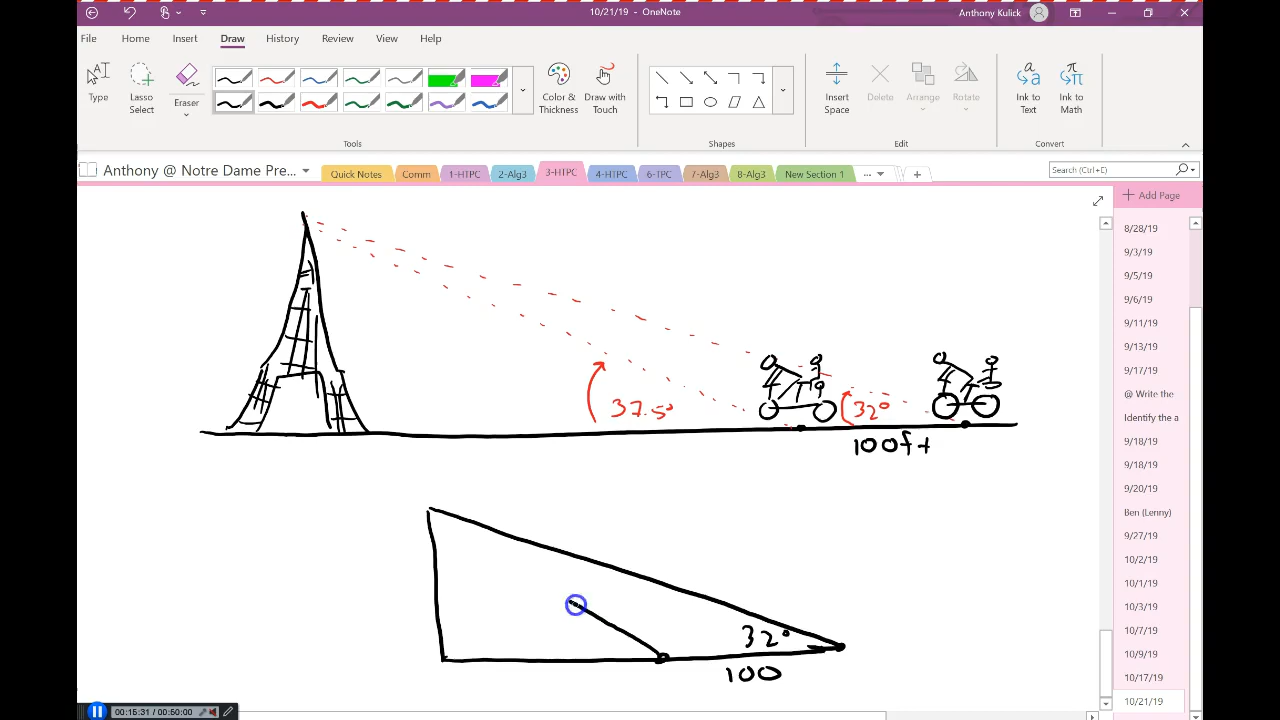 10/21/19 - OneNote
Anthony Kulick
File Home Insert Draw History Review View Help
Type
Lasso Select
Eraser
Color & Thickness
Draw with Touch
Insert Space
Delete
Arrange
Rotate
Ink to Text
Ink to Math
Tools
Shapes
Edit
Convert
Anthony @ Notre Dame Pre...
Quick Notes
Comm
1-HTPC
2-Alg3
3-HTPC
4-HTPC
6-TPC
7-Alg3
8-Alg3
New Section 1
...
Search (Ctrl+E)
Add Page
8/28/19
9/3/19
9/5/19
9/6/19
9/11/19
9/13/19
9/17/19
@ Write the
Identify the a
9/18/19
9/18/19
9/20/19
Ben (Lenny)
9/27/19
10/2/19
10/1/19
10/3/19
10/7/19
10/9/19
10/17/19
10/21/19
37.5°
32°
100ft
32°
100
00:15:31 / 00:50:00